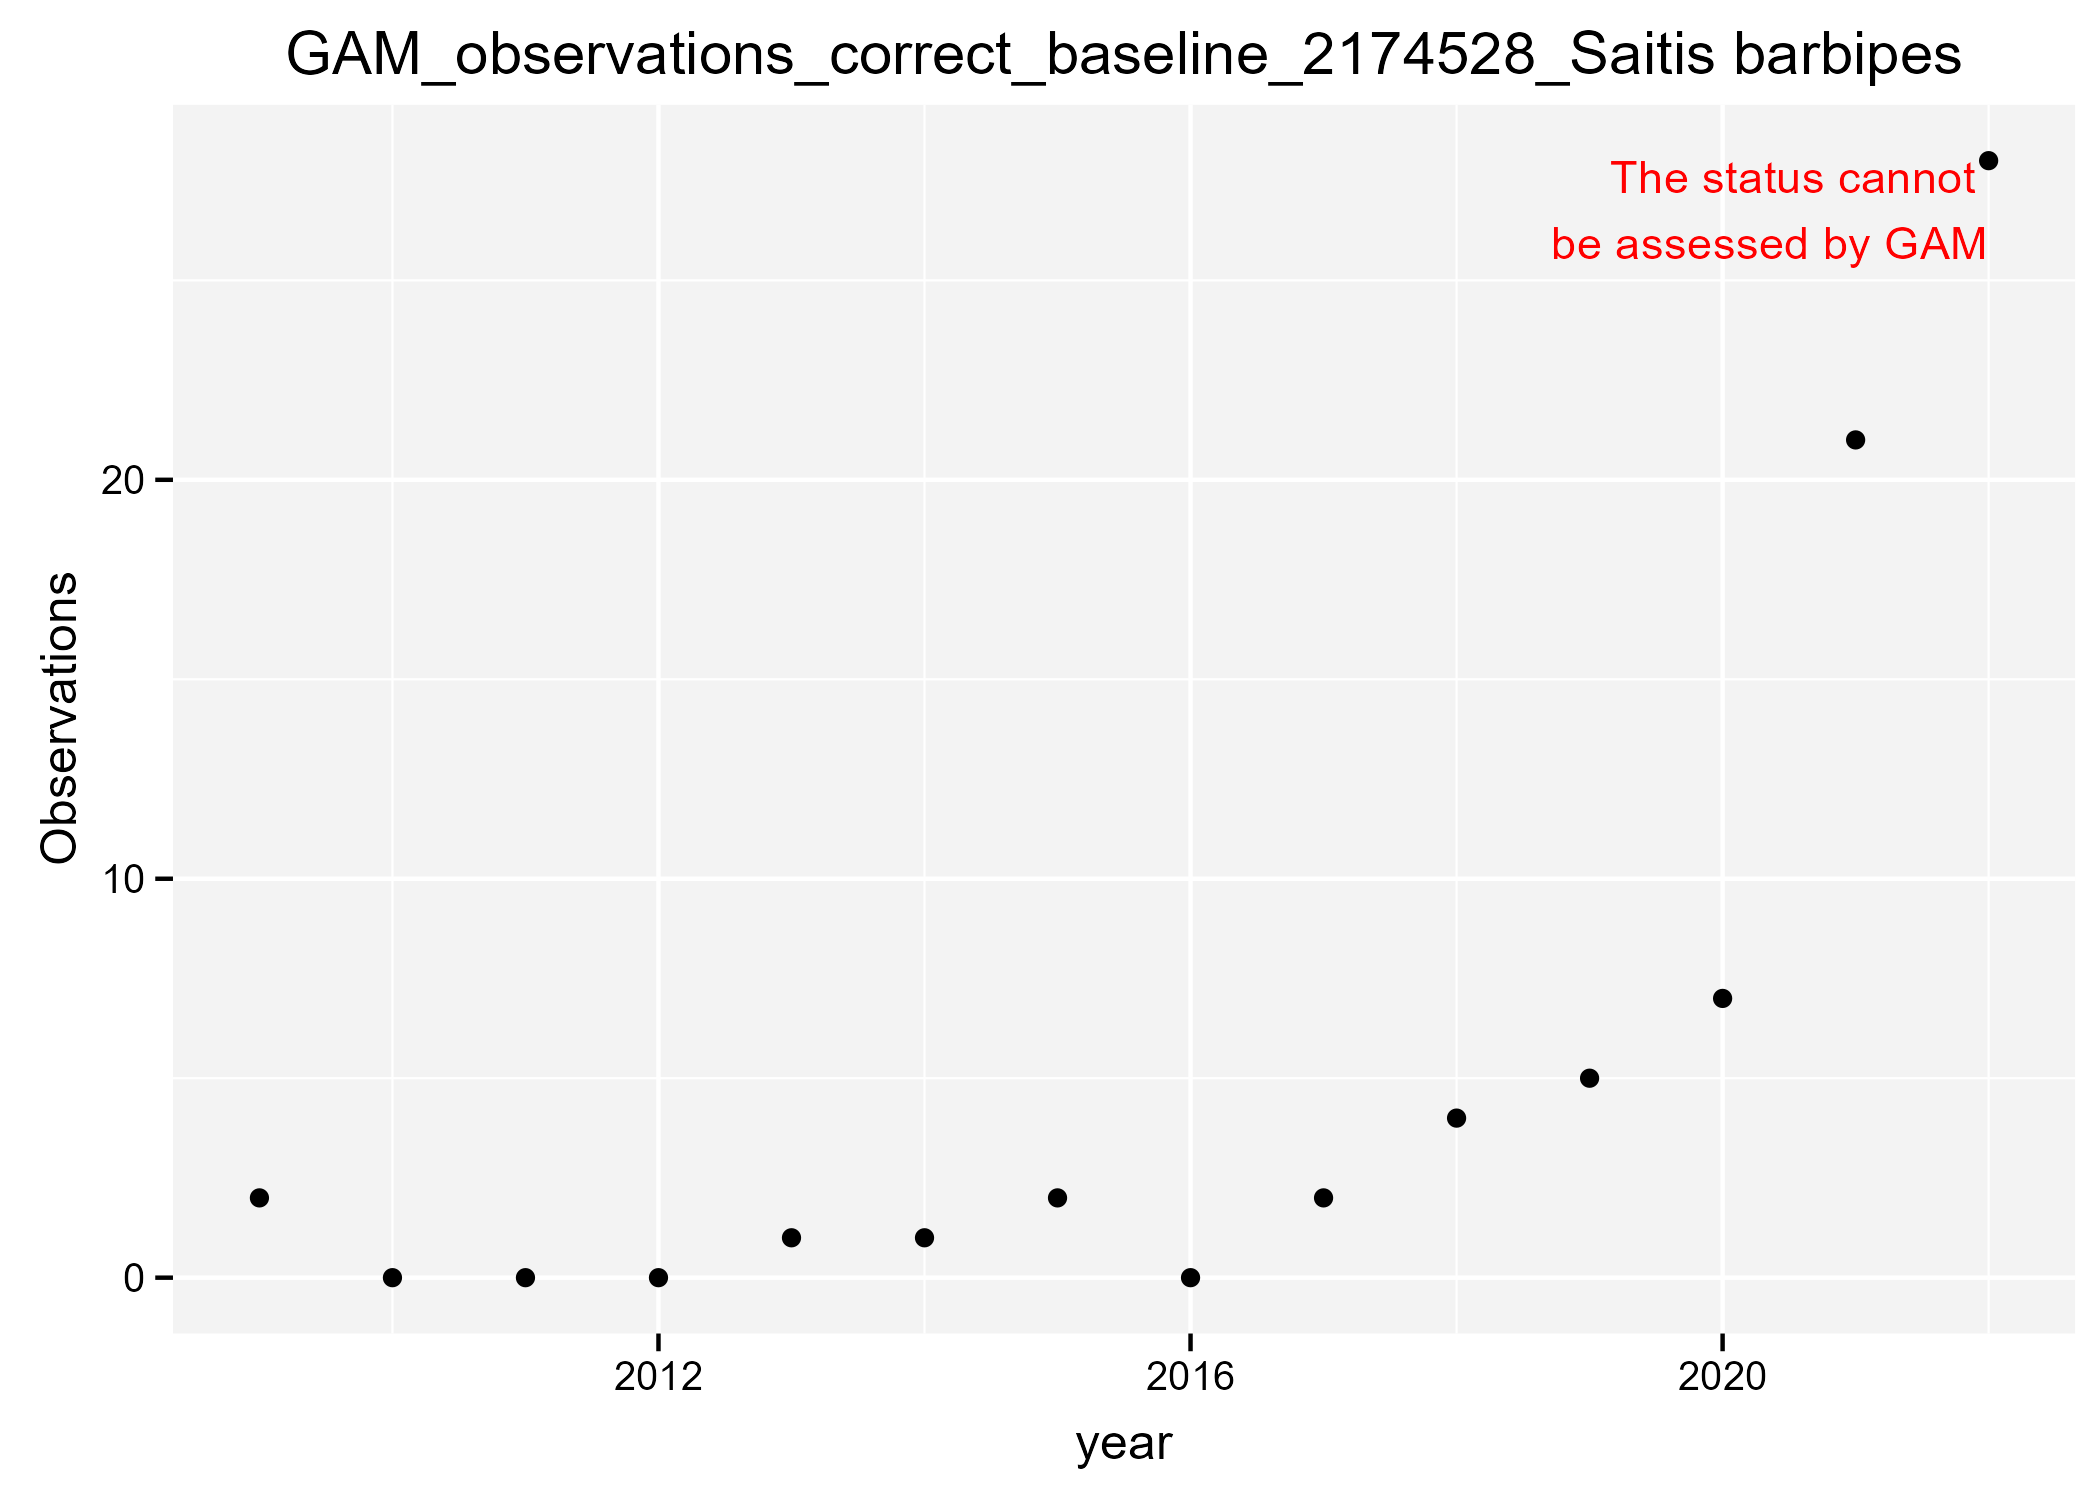 GAM_observations_correct_baseline_2174528_Saitis barbipes
The status cannot
be assessed by GAM
Observations
20
10
0
2012
2016
2020
year